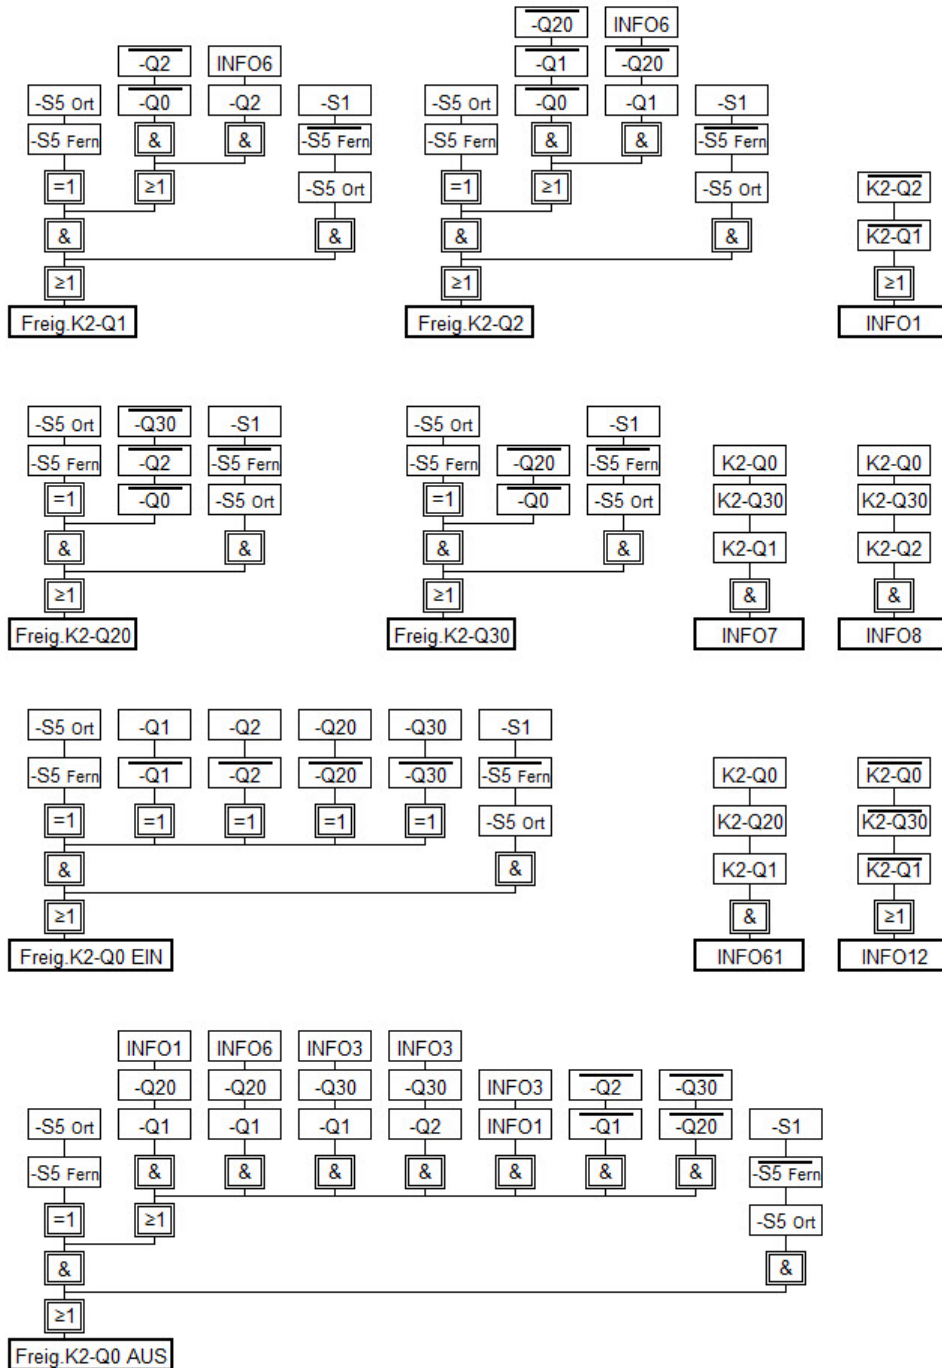 -Q20 INFO6
-Q2 INFO6 -Q1 -Q20
-S5 Ort -Q0 -Q2 -S1 -S5 Ort -Q0 -Q1 -S1
-S5 Fern & & -S5 Fern -S5 Fern & & -S5 Fern
=1 ≥1 -S5 Ort =1 ≥1 -S5 Ort K2-Q2
& & & & K2-Q1
≥1 ≥1 ≥1
Freig.K2-Q1 Freig.K2-Q2 INFO1
-S5 Ort -Q30 -S1 -S5 Ort -S1
-S5 Fern -Q2 -S5 Fern -S5 Fern -Q20 -S5 Fern K2-Q0 K2-Q0
=1 -Q0 -S5 Ort =1 -Q0 -S5 Ort K2-Q30 K2-Q30
& & & & K2-Q1 K2-Q2
≥1 ≥1 & &
Freig.K2-Q20 Freig.K2-Q30 INFO7 INFO8
-S5 Ort -Q1 -Q2 -Q20 -Q30 -S1
-S5 Fern -Q1 -Q2 -Q20 -Q30 -S5 Fern K2-Q0 K2-Q0
=1 =1 =1 =1 =1 -S5 Ort K2-Q20 K2-Q30
& & K2-Q1 K2-Q1
≥1 & ≥1
Freig.K2-Q0 EIN INFO61 INFO12
INFO1 INFO6 INFO3 INFO3
-Q20 -Q20 -Q30 -Q30 INFO3 -Q2 -Q30
-S5 Ort -Q1 -Q1 -Q1 -Q2 INFO1 -Q1 -Q20 -S1
-S5 Fern & & & & & & & -S5 Fern
=1 ≥1 -S5 Ort
& &
≥1
Freig.K2-Q0 AUS